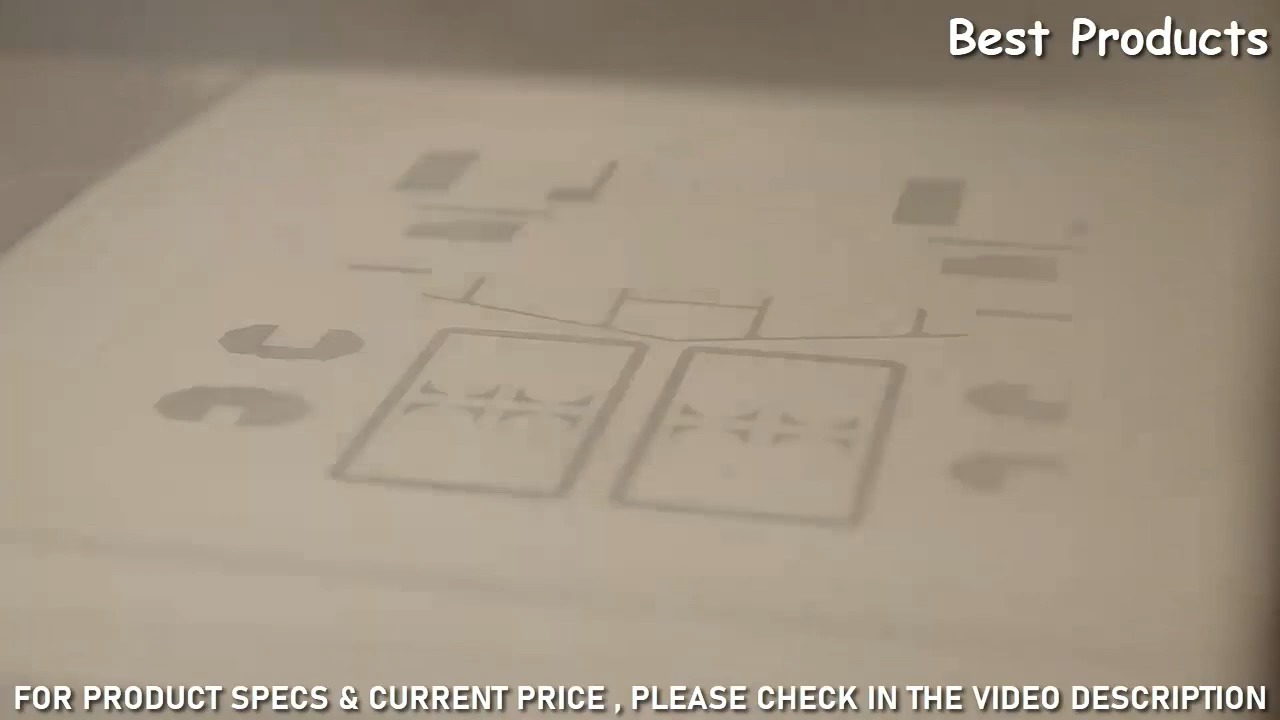 Best Products
FOR PRODUCT SPECS & CURRENT PRICE , PLEASE CHECK IN THE VIDEO DESCRIPTION